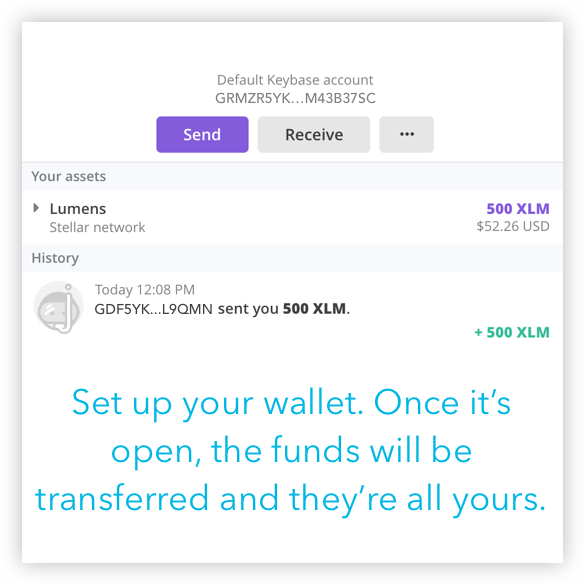 Default Keybase account
GRMZR5YK...M43B37SC
Send Receive ...
Your assets
Lumens 500 XLM
Stellar network $52.26 USD
History
Today 12:08 PM
GDF5YK...L9QMN sent you 500 XLM.
+ 500 XLM
Set up your wallet. Once it’s
open, the funds will be
transferred and they’re all yours.